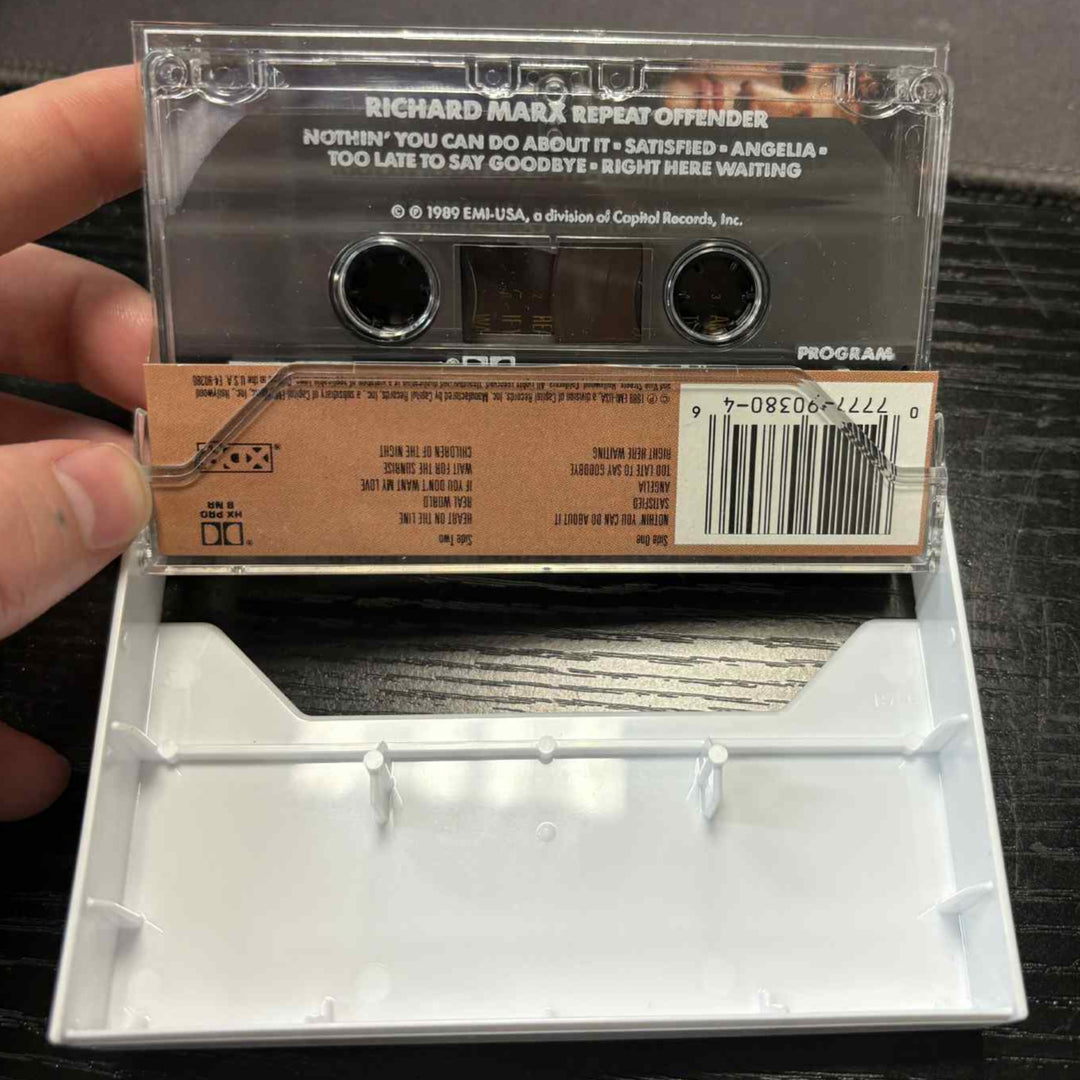 RICHARD MARX REPEAT OFFENDER
NOTHIN' YOU CAN DO ABOUT IT • SATISFIED • ANGELIA •
TOO LATE TO SAY GOODBYE • RIGHT HERE WAITING
© ℗ 1989 EMI-USA, a division of Capitol Records, Inc.
PROGRAM
Side One
NOTHIN' YOU CAN DO ABOUT IT
SATISFIED
ANGELIA
TOO LATE TO SAY GOODBYE
RIGHT HERE WAITING
Side Two
HEART ON THE LINE
REAL WORLD
IF YOU DON'T WANT MY LOVE
WAIT FOR THE SUNRISE
CHILDREN OF THE NIGHT
HX PRO
B NR
XDR
0 7777-90380-4 6